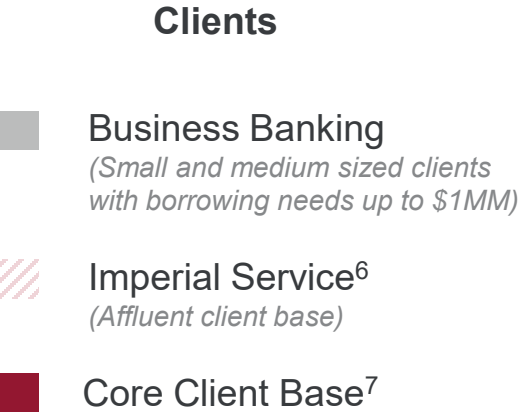 Clients
Business Banking
(Small and medium sized clients
with borrowing needs up to $1MM)
Imperial Service⁶
(Affluent client base)
Core Client Base⁷